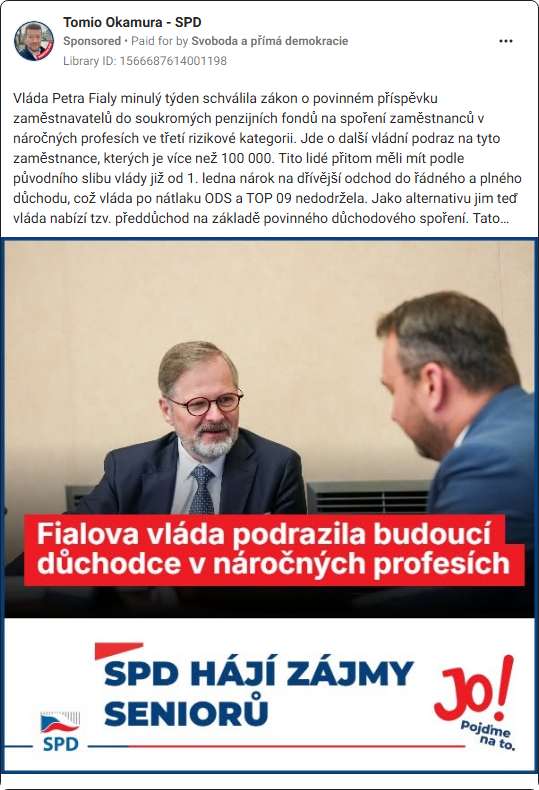 Tomio Okamura - SPD
Sponsored • Paid for by Svoboda a přímá demokracie
Library ID: 1566687614001198
Vláda Petra Fialy minulý týden schválila zákon o povinném příspěvku
zaměstnavatelů do soukromých penzijních fondů na spoření zaměstnanců v
náročných profesích ve třetí rizikové kategorii. Jde o další vládní podraz na tyto
zaměstnance, kterých je více než 100 000. Tito lidé přitom měli mít podle
původního slibu vlády již od 1. ledna nárok na dřívější odchod do řádného a plného
důchodu, což vláda po nátlaku ODS a TOP 09 nedodržela. Jako alternativu jim teď
vláda nabízí tzv. předdůchod na základě povinného důchodového spoření. Tato...
Fialova vláda podrazila budoucí
důchodce v náročných profesích
SPD HÁJÍ ZÁJMY
SENIORŮ
Jo!
Pojďme
na to.
SPD